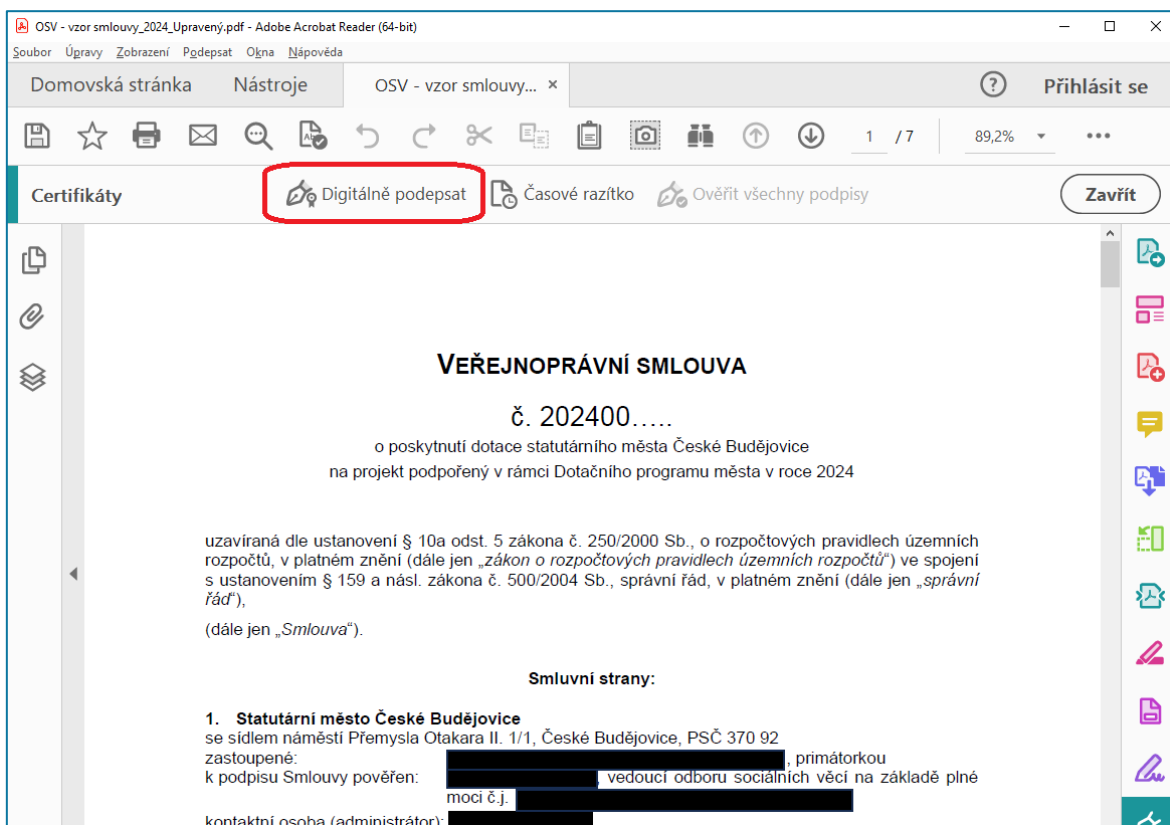 OSV - vzor smlouvy_2024_Upravený.pdf - Adobe Acrobat Reader (64-bit)
Soubor Úpravy Zobrazení Podepsat Okna Nápověda
Domovská stránka Nástroje OSV - vzor smlouvy... × Přihlásit se
1 / 7 89,2%
Certifikáty Digitálně podepsat Časové razítko Ověřit všechny podpisy Zavřít
VEŘEJNOPRÁVNÍ SMLOUVA
č. 202400.....
o poskytnutí dotace statutárního města České Budějovice
na projekt podpořený v rámci Dotačního programu města v roce 2024
uzavíraná dle ustanovení § 10a odst. 5 zákona č. 250/2000 Sb., o rozpočtových pravidlech územních
rozpočtů, v platném znění (dále jen „zákon o rozpočtových pravidlech územních rozpočtů“) ve spojení
s ustanovením § 159 a násl. zákona č. 500/2004 Sb., správní řád, v platném znění (dále jen „správní
řád“),
(dále jen „Smlouva“).
Smluvní strany:
1. Statutární město České Budějovice
se sídlem náměstí Přemysla Otakara II. 1/1, České Budějovice, PSČ 370 92
zastoupené: , primátorkou
k podpisu Smlouvy pověřen: , vedoucí odboru sociálních věcí na základě plné
moci č.j.
kontaktní osoba (administrátor):